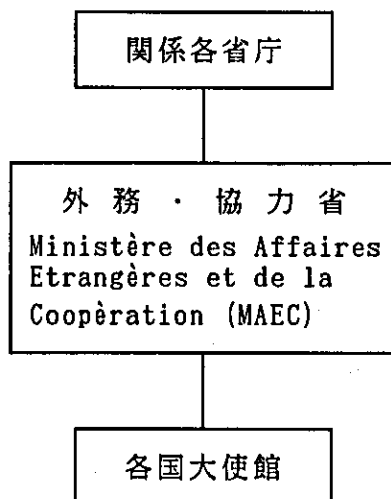 関係各省庁
外務・協力省
Ministère des Affaires
Etrangères et de la
Coopèration (MAEC)
各国大使館